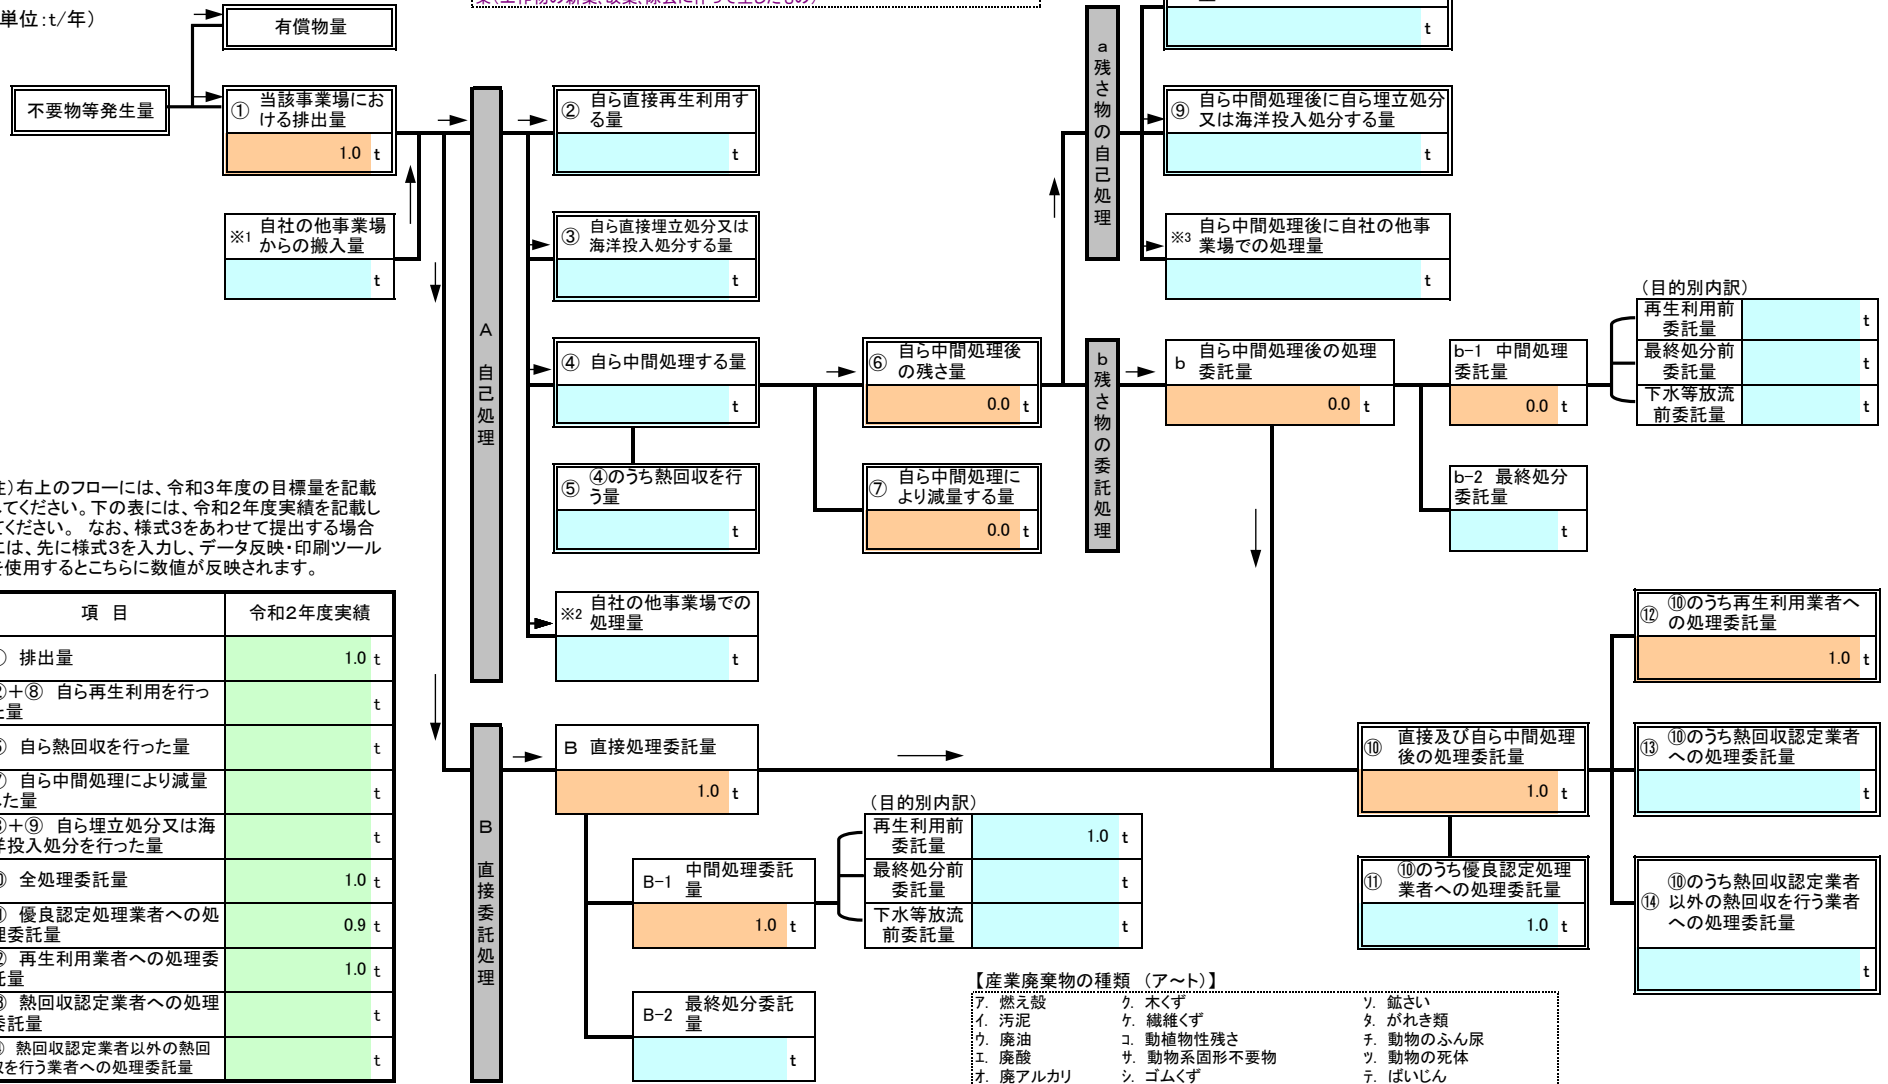 単位:t/年)
有償物量
不要物等発生量
① 当該事業場にお
ける排出量
1.0 t
※1 自社の他事業場
からの搬入量
t
A 自己処理
② 自ら直接再生利用す
る量
t
③ 自ら直接埋立処分又は
海洋投入処分する量
t
④ 自ら中間処理する量
t
⑤ ④のうち熱回収を行
う量
t
※2 自社の他事業場での
処理量
t
⑥ 自ら中間処理後
の残さ量
0.0 t
⑦ 自ら中間処理に
より減量する量
0.0 t
a 残さ物の自己処理
t
⑨ 自ら中間処理後に自ら埋立処分
又は海洋投入処分する量
t
※3 自ら中間処理後に自社の他事
業場での処理量
t
b 残さ物の委託処理
b 自ら中間処理後の処理
委託量
0.0 t
b-1 中間処理
委託量
0.0 t
(目的別内訳)
再生利用前
委託量 t
最終処分前
委託量 t
下水等放流
前委託量 t
b-2 最終処分
委託量
t
)右上のフローには、令和3年度の目標量を記載
してください。下の表には、令和2年度実績を記載し
てください。 なお、様式3をあわせて提出する場合
には、先に様式3を入力し、データ反映・印刷ツール
を使用するとこちらに数値が反映されます。
項 目 令和2年度実績
排出量 1.0 t
+⑧ 自ら再生利用を行っ
た量 t
自ら熱回収を行った量 t
自ら中間処理により減量
した量 t
+⑨ 自ら埋立処分又は海
洋投入処分を行った量 t
全処理委託量 1.0 t
優良認定処理業者への処
理委託量 0.9 t
再生利用業者への処理委
託量 1.0 t
熱回収認定業者への処理
委託量 t
熱回収認定業者以外の熱回
収を行う業者への処理委託量 t
B 直接委託処理
B 直接処理委託量
1.0 t
B-1 中間処理委託
量
1.0 t
(目的別内訳)
再生利用前
委託量 1.0 t
最終処分前
委託量 t
下水等放流
前委託量 t
B-2 最終処分委託
量
t
⑩ 直接及び自ら中間処理
後の処理委託量
1.0 t
⑪ ⑩のうち優良認定処理
業者への処理委託量
1.0 t
⑫ ⑩のうち再生利用業者へ
の処理委託量
1.0 t
⑬ ⑩のうち熱回収認定業者
への処理委託量
t
⑭ ⑩のうち熱回収認定業者
以外の熱回収を行う業者
への処理委託量
t
【産業廃棄物の種類 (ア~ト)】
ア. 燃え殻 ク. 木くず ソ. 鉱さい
イ. 汚泥 ケ. 繊維くず タ. がれき類
ウ. 廃油 コ. 動植物性残さ チ. 動物のふん尿
エ. 廃酸 サ. 動物系固形不要物 ツ. 動物の死体
オ. 廃アルカリ シ. ゴムくず テ. ばいじん